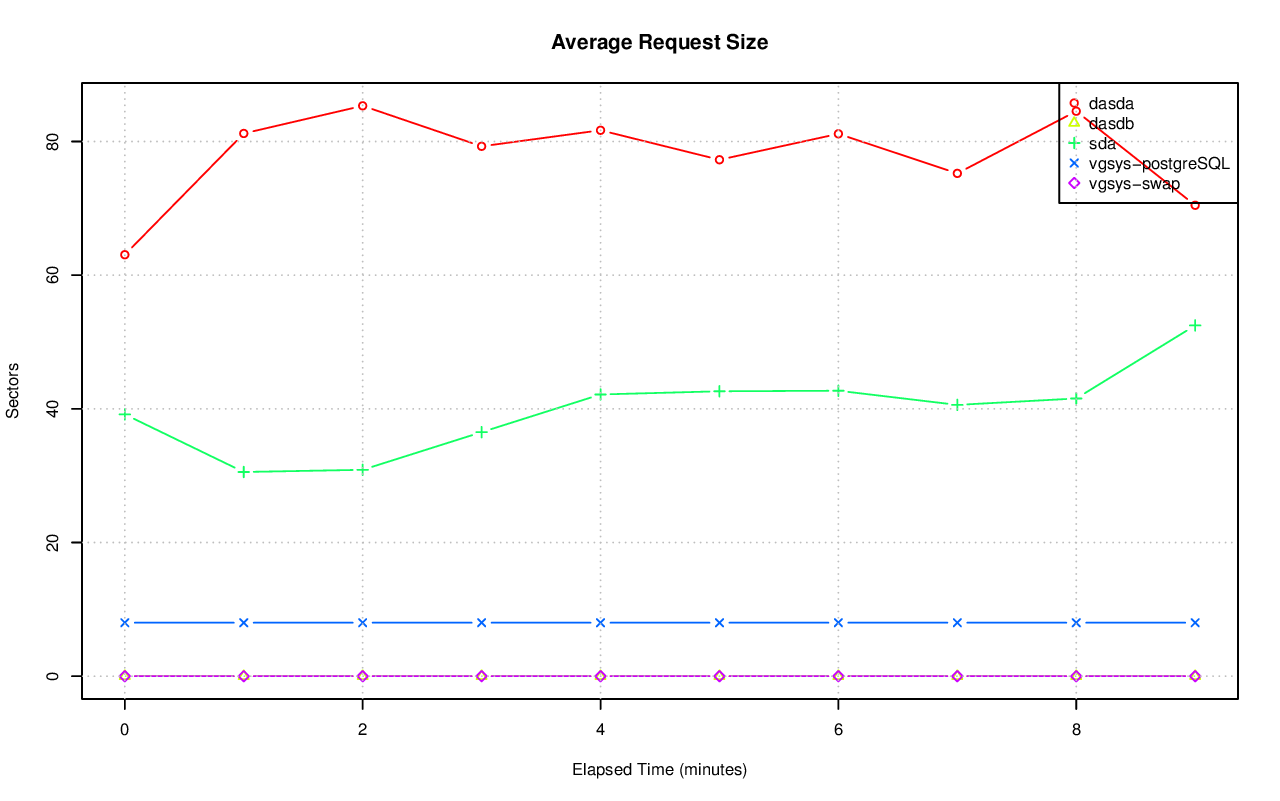 Average Request Size
dasda
dasdb
sda
vgsys−postgreSQL
vgsys−swap
80
60
40
20
0
Sectors
0 2 4 6 8
Elapsed Time (minutes)